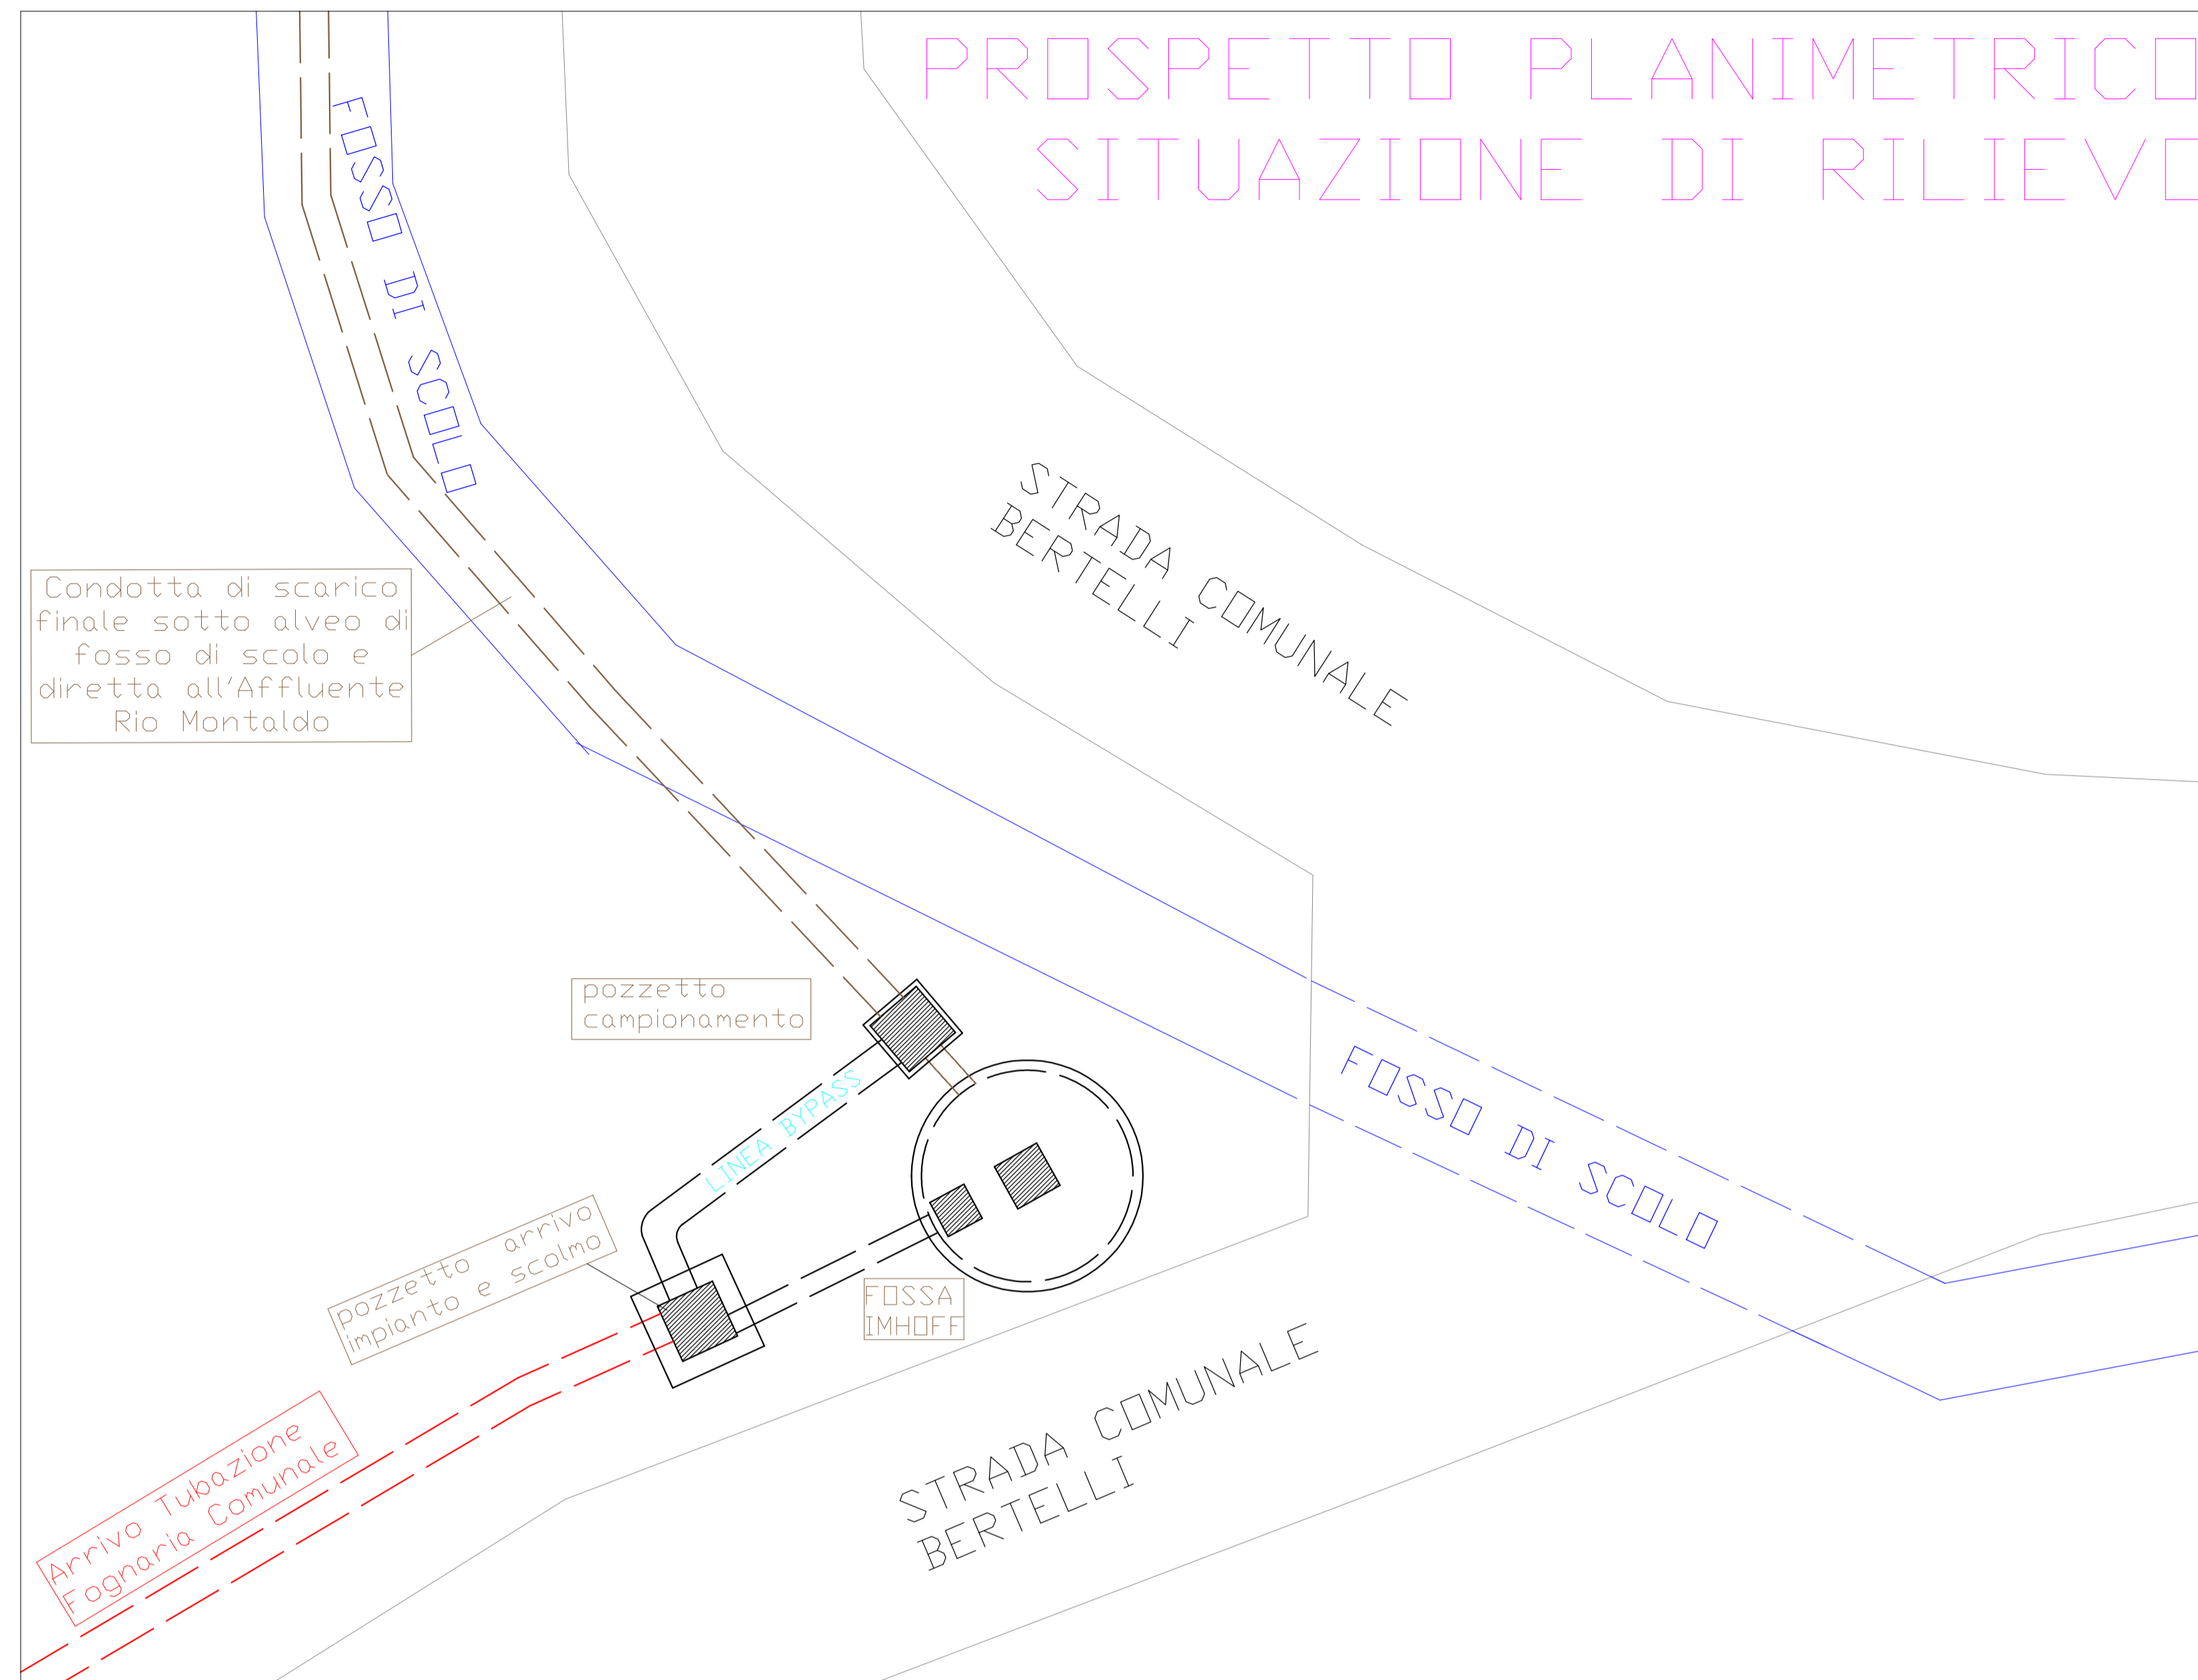 PROSPETTO PLANIMETRICO
SITUAZIONE DI RILIEVO
FOSSO DI SCOLO
STRADA COMUNALE
BERTELLI
Condotta di scarico
finale sotto alveo di
fosso di scolo e
diretta all'Affluente
Rio Montaldo
pozzetto
campionamento
FOSSO DI SCOLO
LINEA BYPASS
pozzetto arrivo
impianto e scolmo
FOSSA
IMHOFF
STRADA COMUNALE
BERTELLI
Arrivo Tubazione
Fognaria Comunale